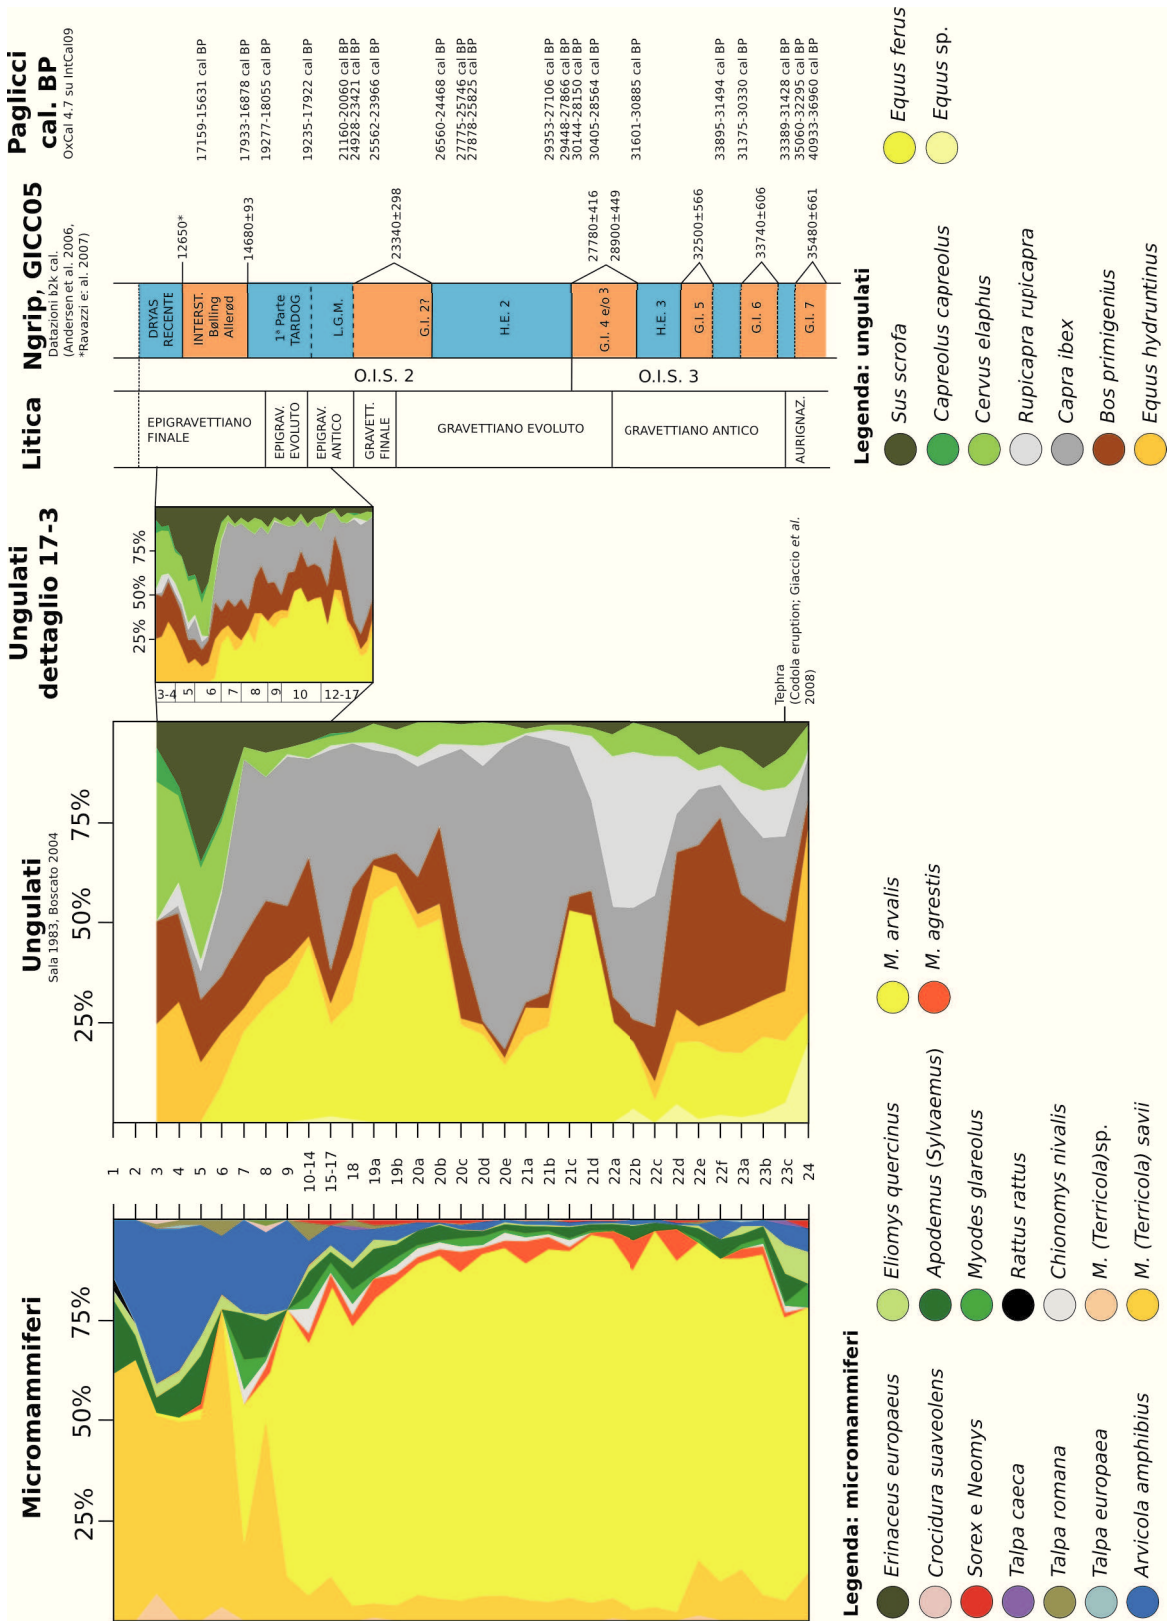 Micromammiferi
25%
50%
75%
1
2
3
4
5
6
7
8
9
10-14
15-17
18
19a
19b
20a
20b
20c
20d
20e
21a
21b
21c
21d
22a
22b
22c
22d
22e
22f
23a
23b
23c
24
Ungulati
Sala 1983, Boscato 2004
25%
50%
75%
Ungulati
dettaglio 17-3
25%
50%
75%
3-4
5
6
7
8
9
10
12-17
Tephra
(Codola eruption; Giaccio et al.
2008)
Litica
EPIGRAVETTIANO
FINALE
EPIGRAV.
EVOLUTO
EPIGRAV.
ANTICO
GRAVETT.
FINALE
GRAVETTIANO EVOLUTO
GRAVETTIANO ANTICO
AURIGNAZ.
O.I.S. 2
O.I.S. 3
Ngrip, GICC05
Datazioni b2k cal.
(Andersen et al. 2006,
*Ravazzi e: al. 2007)
DRYAS
RECENTE
INTERST.
Bølling
Allerød
1ª Parte
TARDOG
L.G.M.
G.I. 2?
H.E. 2
G.I. 4 e/o 3
H.E. 3
G.I. 5
G.I. 6
G.I. 7
12650*
14680±93
23340±298
27780±416
28900±449
32500±566
33740±606
35480±661
Paglicci
cal. BP
OxCal 4.7 su IntCal09
17159-15631 cal BP
17933-16878 cal BP
19277-18055 cal BP
19235-17922 cal BP
21160-20060 cal BP
24928-23421 cal BP
25562-23966 cal BP
26560-24468 cal BP
27775-25746 cal BP
27878-25825 cal BP
29353-27106 cal BP
29448-27866 cal BP
30144-28150 cal BP
30405-28564 cal BP
31601-30885 cal BP
33895-31494 cal BP
31375-30330 cal BP
33389-31428 cal BP
35060-32295 cal BP
40933-36960 cal BP
Legenda: micromammiferi
Erinaceus europaeus
Crocidura suaveolens
Sorex e Neomys
Talpa caeca
Talpa romana
Talpa europaea
Arvicola amphibius
Eliomys quercinus
Apodemus (Sylvaemus)
Myodes glareolus
Rattus rattus
Chionomys nivalis
M. (Terricola)sp.
M. (Terricola) savii
M. arvalis
M. agrestis
Legenda: ungulati
Sus scrofa
Capreolus capreolus
Cervus elaphus
Rupicapra rupicapra
Capra ibex
Bos primigenius
Equus hydruntinus
Equus ferus
Equus sp.